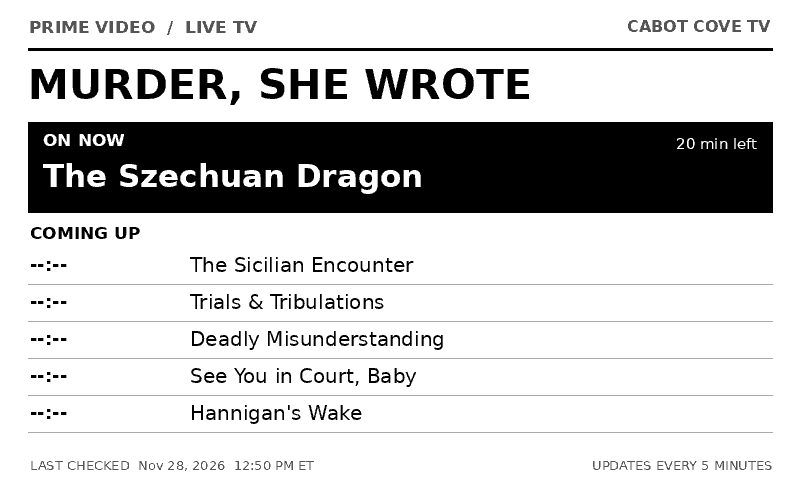 PRIME VIDEO / LIVE TV
CABOT COVE TV
MURDER, SHE WROTE
ON NOW
20 min left
The Szechuan Dragon
COMING UP
--:-- The Sicilian Encounter
--:-- Trials & Tribulations
--:-- Deadly Misunderstanding
--:-- See You in Court, Baby
--:-- Hannigan's Wake
LAST CHECKED Nov 28, 2026 12:50 PM ET
UPDATES EVERY 5 MINUTES